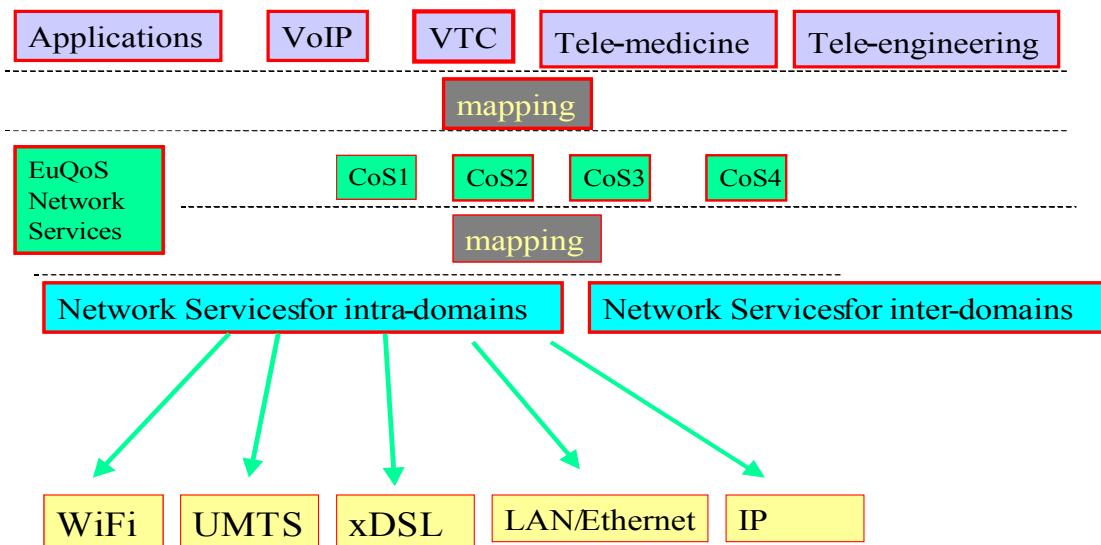 Applications VoIP VTC Tele-medicine Tele-engineering
mapping
EuQoS
Network
Services
CoS1 CoS2 CoS3 CoS4
mapping
Network Servicesfor intra-domains Network Servicesfor inter-domains
WiFi UMTS xDSL LAN/Ethernet IP